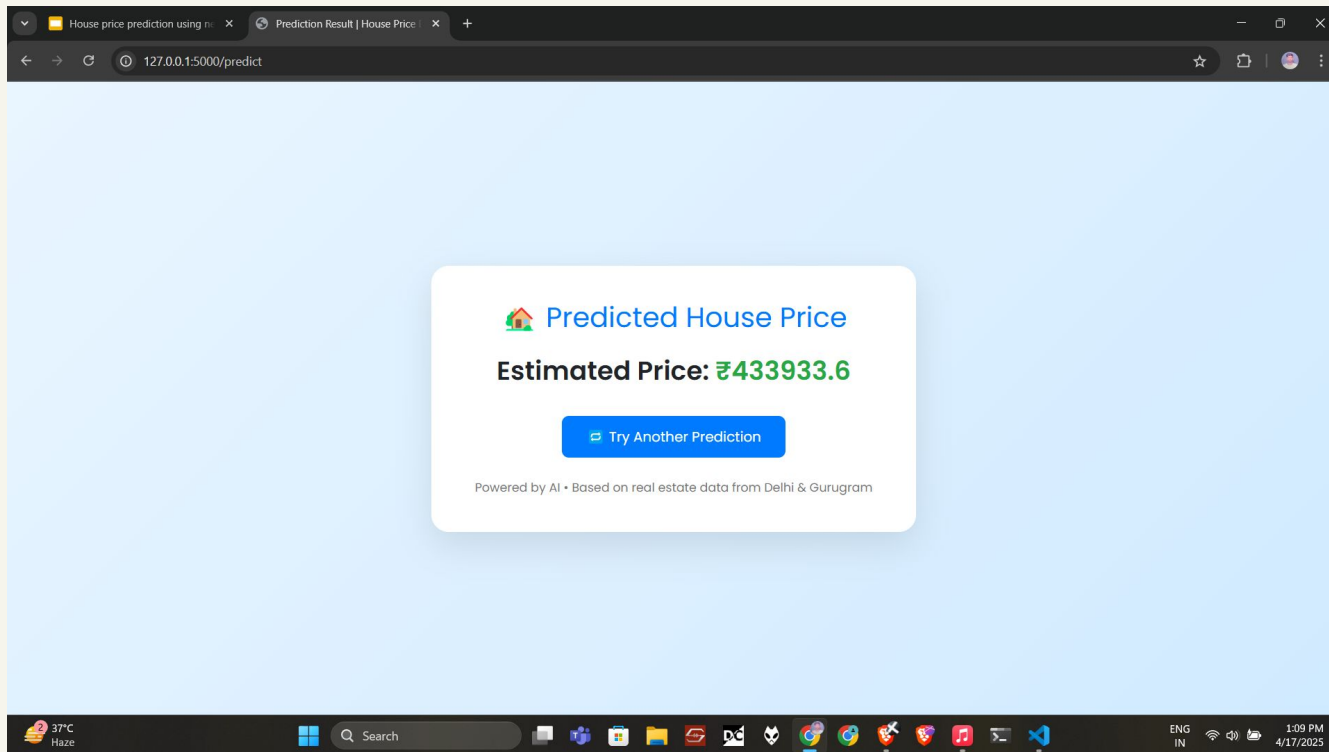 House price prediction using ne
Prediction Result | House Price
127.0.0.1:5000/predict
Predicted House Price
Estimated Price: ₹433933.6
Try Another Prediction
Powered by AI • Based on real estate data from Delhi & Gurugram
2
37°C
Haze
Search
ENG
IN
1:09 PM
4/17/2025